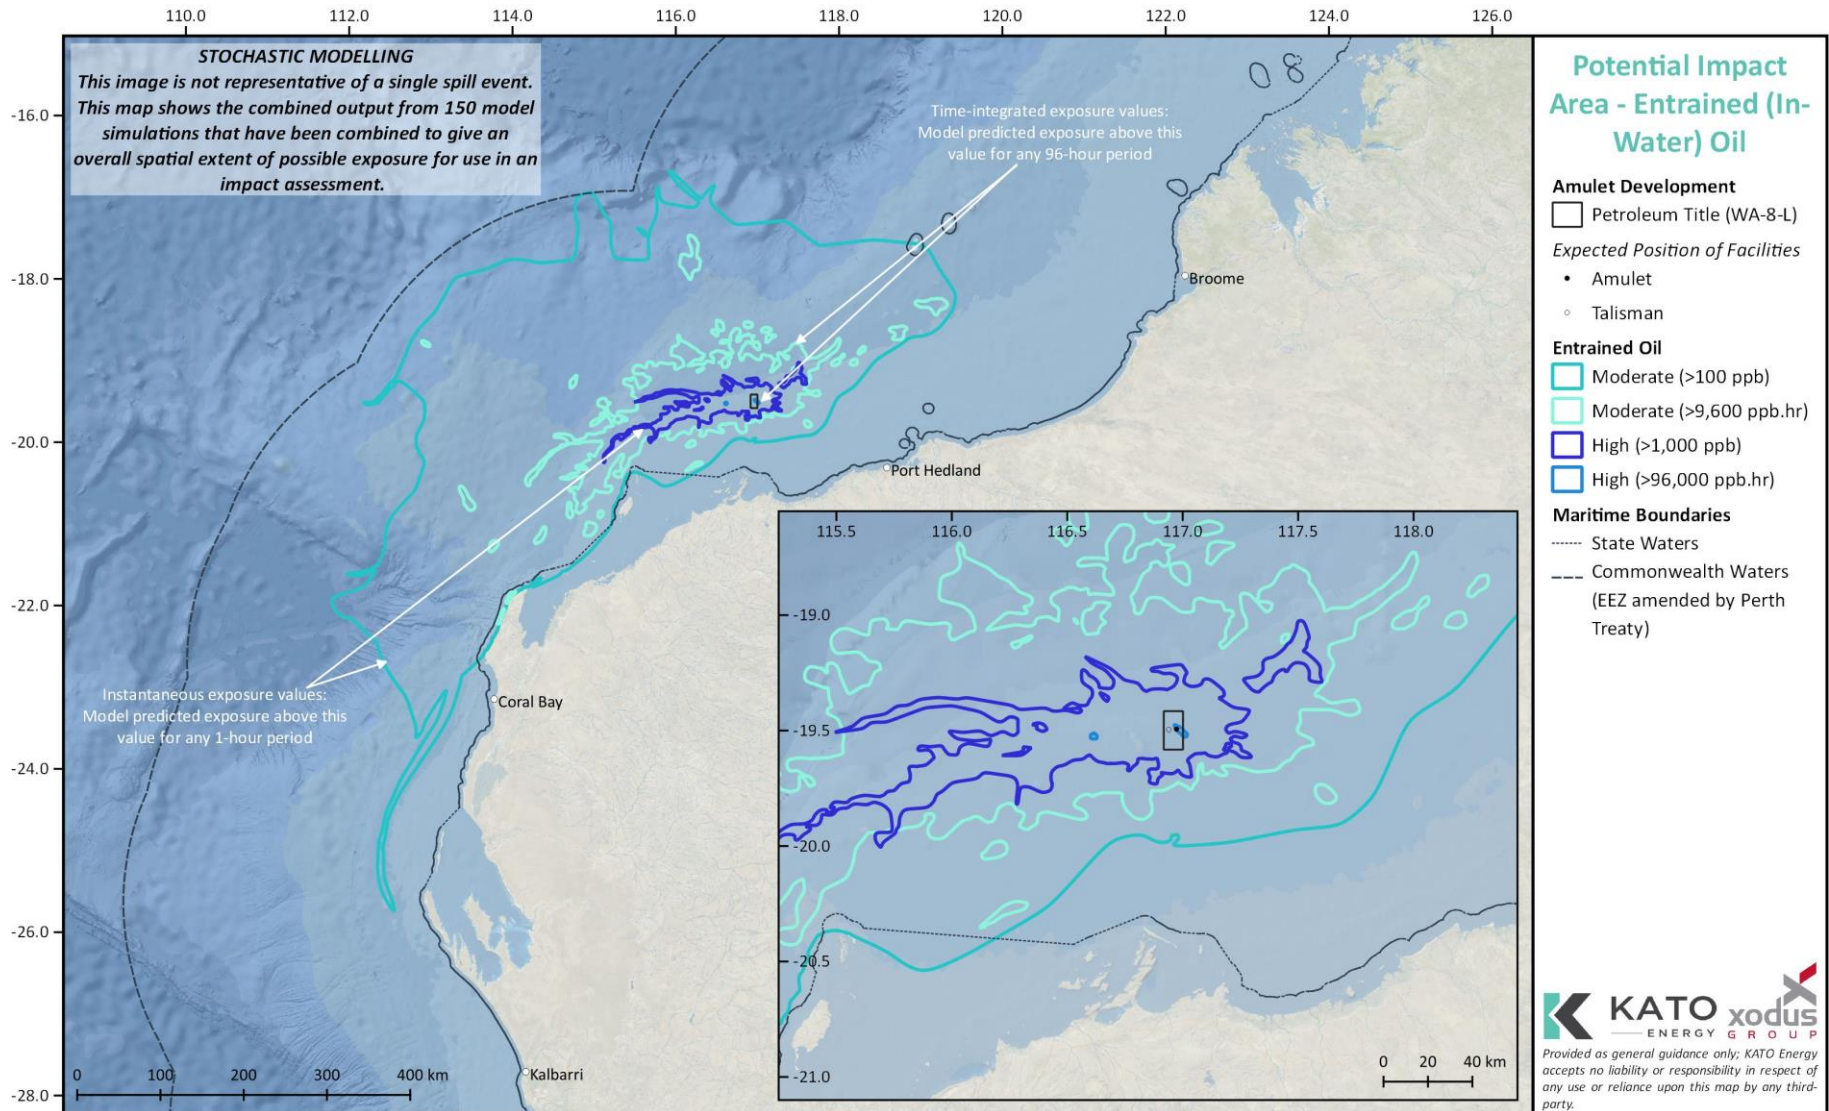 110.0 112.0 114.0 116.0 118.0 120.0 122.0 124.0 126.0
-16.0
-18.0
-20.0
-22.0
-24.0
-26.0
-28.0
STOCHASTIC MODELLING
This image is not representative of a single spill event.
This map shows the combined output from 150 model
simulations that have been combined to give an
overall spatial extent of possible exposure for use in an
impact assessment.
Time-integrated exposure values:
Model predicted exposure above this
value for any 96-hour period
Broome
Port Hedland
Instantaneous exposure values:
Model predicted exposure above this
value for any 1-hour period
Coral Bay
Kalbarri
0 100 200 300 400 km
115.5 116.0 116.5 117.0 117.5 118.0
-19.0
-19.5
-20.0
-20.5
-21.0
0 20 40 km
Potential Impact
Area - Entrained (In-
Water) Oil
Amulet Development
Petroleum Title (WA-8-L)
Expected Position of Facilities
Amulet
Talisman
Entrained Oil
Moderate (>100 ppb)
Moderate (>9,600 ppb.hr)
High (>1,000 ppb)
High (>96,000 ppb.hr)
Maritime Boundaries
State Waters
Commonwealth Waters
(EEZ amended by Perth
Treaty)
KATO
ENERGY
xodus
GROUP
Provided as general guidance only; KATO Energy
accepts no liability or responsibility in respect of
any use or reliance upon this map by any third-
party.